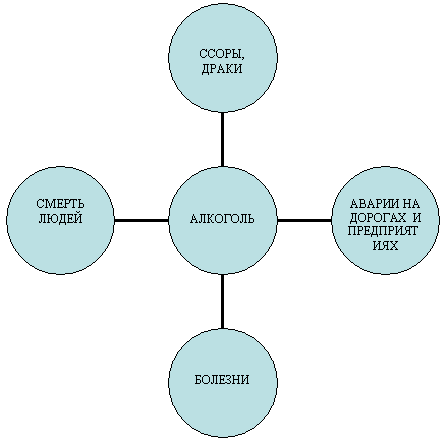 ССОРЫ,
ДРАКИ
СМЕРТЬ
ЛЮДЕЙ
АЛКОГОЛЬ
АВАРИИ НА
ДОРОГАХ И
ПРЕДПРИЯТ
ИЯХ
БОЛЕЗНИ